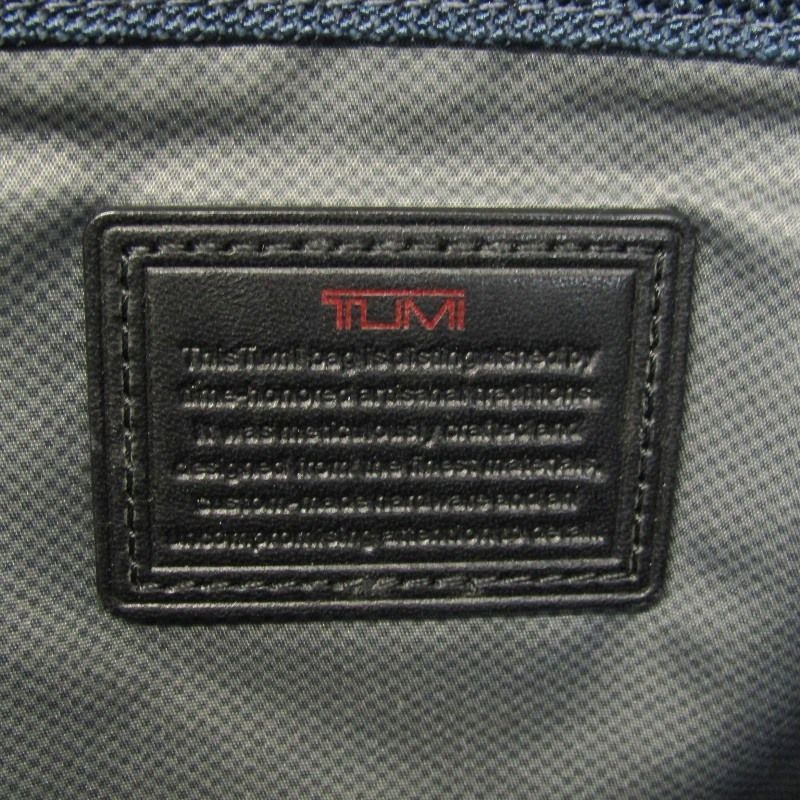 TUMI
This Tumi bag is distinguished by
time-honored artisanal traditions.
It was meticulously crafted and
designed from the finest materials,
custom-made hardware and an
uncompromising attention to detail.